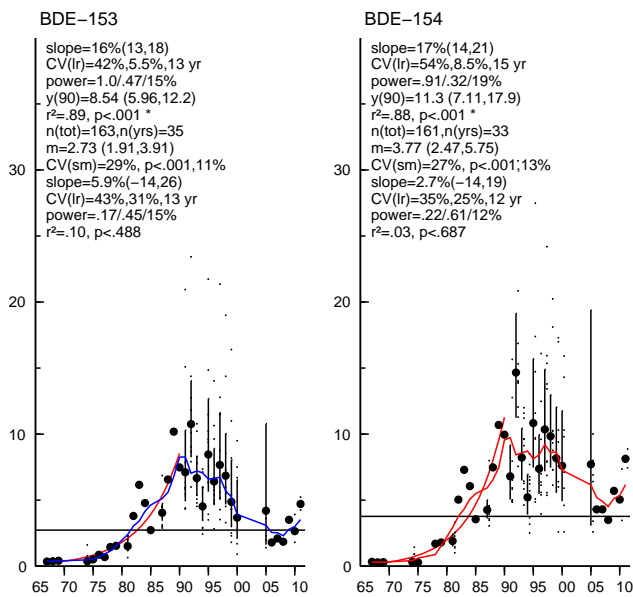 BDE−153
slope=16%(13,18)
CV(lr)=42%,5.5%,13 yr
power=1.0/.47/15%
y(90)=8.54 (5.96,12.2)
r²=.89, p<.001 *
n(tot)=163,n(yrs)=35
m=2.73 (1.91,3.91)
CV(sm)=29%, p<.001,11%
slope=5.9%(−14,26)
CV(lr)=43%,31%,13 yr
power=.17/.45/15%
r²=.10, p<.488
30
20
10
0
65 70 75 80 85 90 95 00 05 10
BDE−154
slope=17%(14,21)
CV(lr)=54%,8.5%,15 yr
power=.91/.32/19%
y(90)=11.3 (7.11,17.9)
r²=.88, p<.001 *
n(tot)=161,n(yrs)=33
m=3.77 (2.47,5.75)
CV(sm)=27%, p<.001,13%
slope=2.7%(−14,19)
CV(lr)=35%,25%,12 yr
power=.22/.61/12%
r²=.03, p<.687
30
20
10
0
65 70 75 80 85 90 95 00 05 10